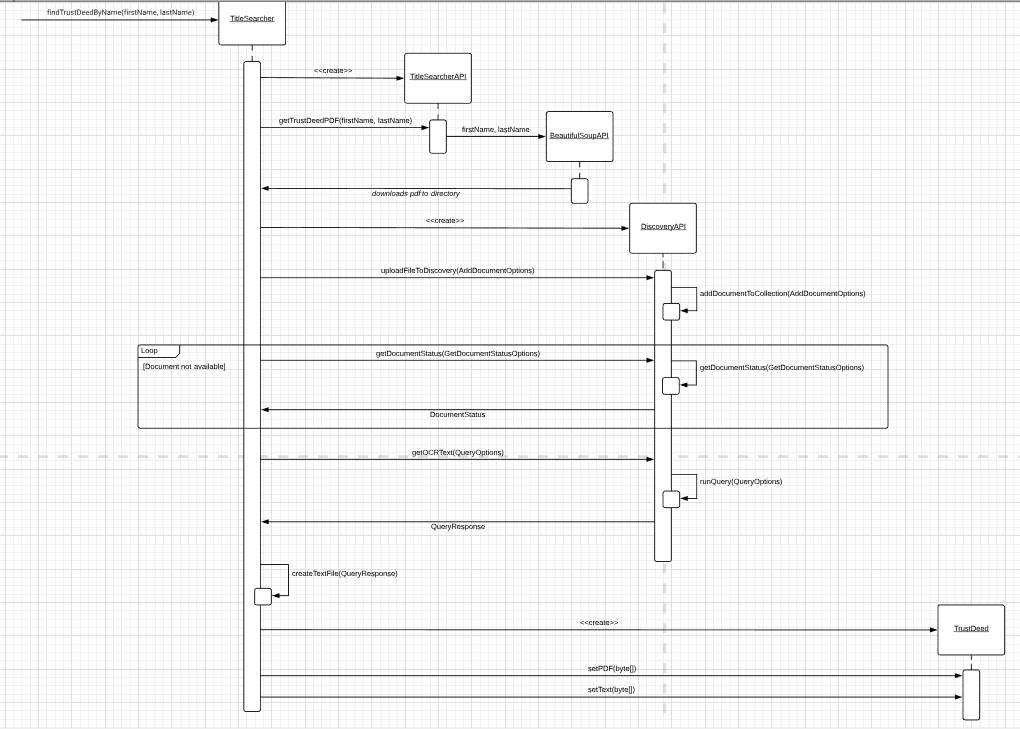 findTrustDeedByName(firstName, lastName)
TitleSearcher
<<create>>
TitleSearcherAPI
getTrustDeedPDF(firstName, lastName)
firstName, lastName
BeautifulSoupAPI
downloads pdf to directory
<<create>>
DiscoveryAPI
uploadFileToDiscovery(AddDocumentOptions)
addDocumentToCollection(AddDocumentOptions)
Loop
[Document not available]
getDocumentStatus(GetDocumentStatusOptions)
getDocumentStatus(GetDocumentStatusOptions)
DocumentStatus
getOCRText(QueryOptions)
runQuery(QueryOptions)
QueryResponse
createTextFile(QueryResponse)
<<create>>
TrustDeed
setPDF(byte[])
setText(byte[])